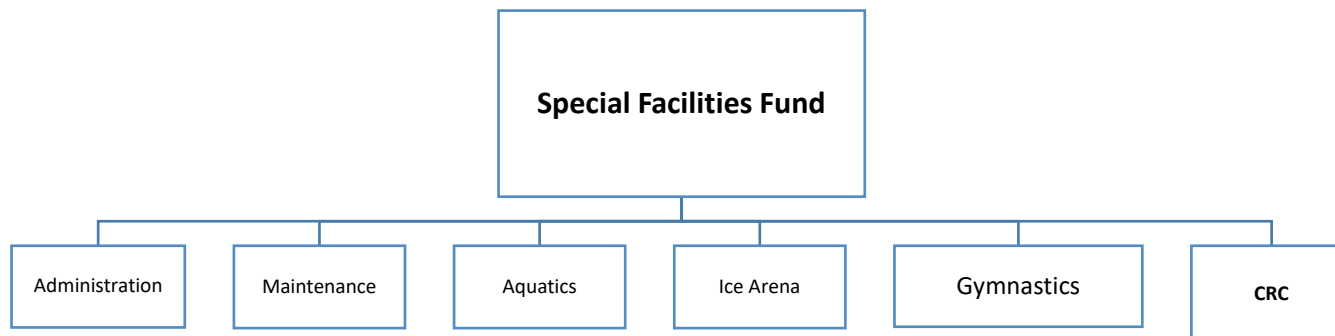 Special Facilities Fund
Administration
Maintenance
Aquatics
Ice Arena
Gymnastics
CRC